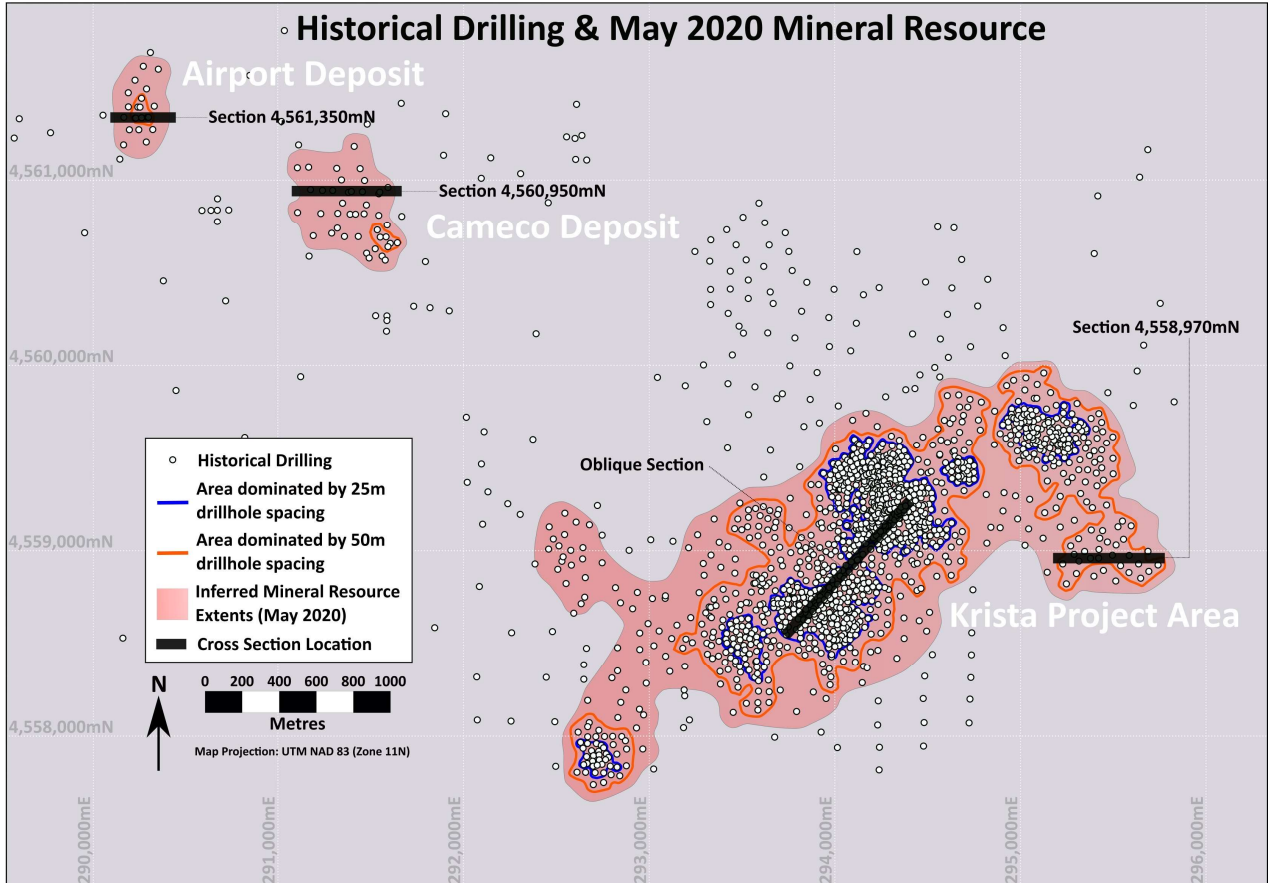 Historical Drilling & May 2020 Mineral Resource
Airport Deposit
Section 4,561,350mN
4,561,000mN
Section 4,560,950mN
Cameco Deposit
Section 4,558,970mN
4,560,000mN
Oblique Section
Historical Drilling
Area dominated by 25m
drillhole spacing
Area dominated by 50m
drillhole spacing
Inferred Mineral Resource
Extents (May 2020)
Cross Section Location
4,559,000mN
Krista Project Area
N
0 200 400 600 800 1000
Metres
4,558,000mN
Map Projection: UTM NAD 83 (Zone 11N)
290,000mE
291,000mE
292,000mE
293,000mE
294,000mE
295,000mE
296,000mE